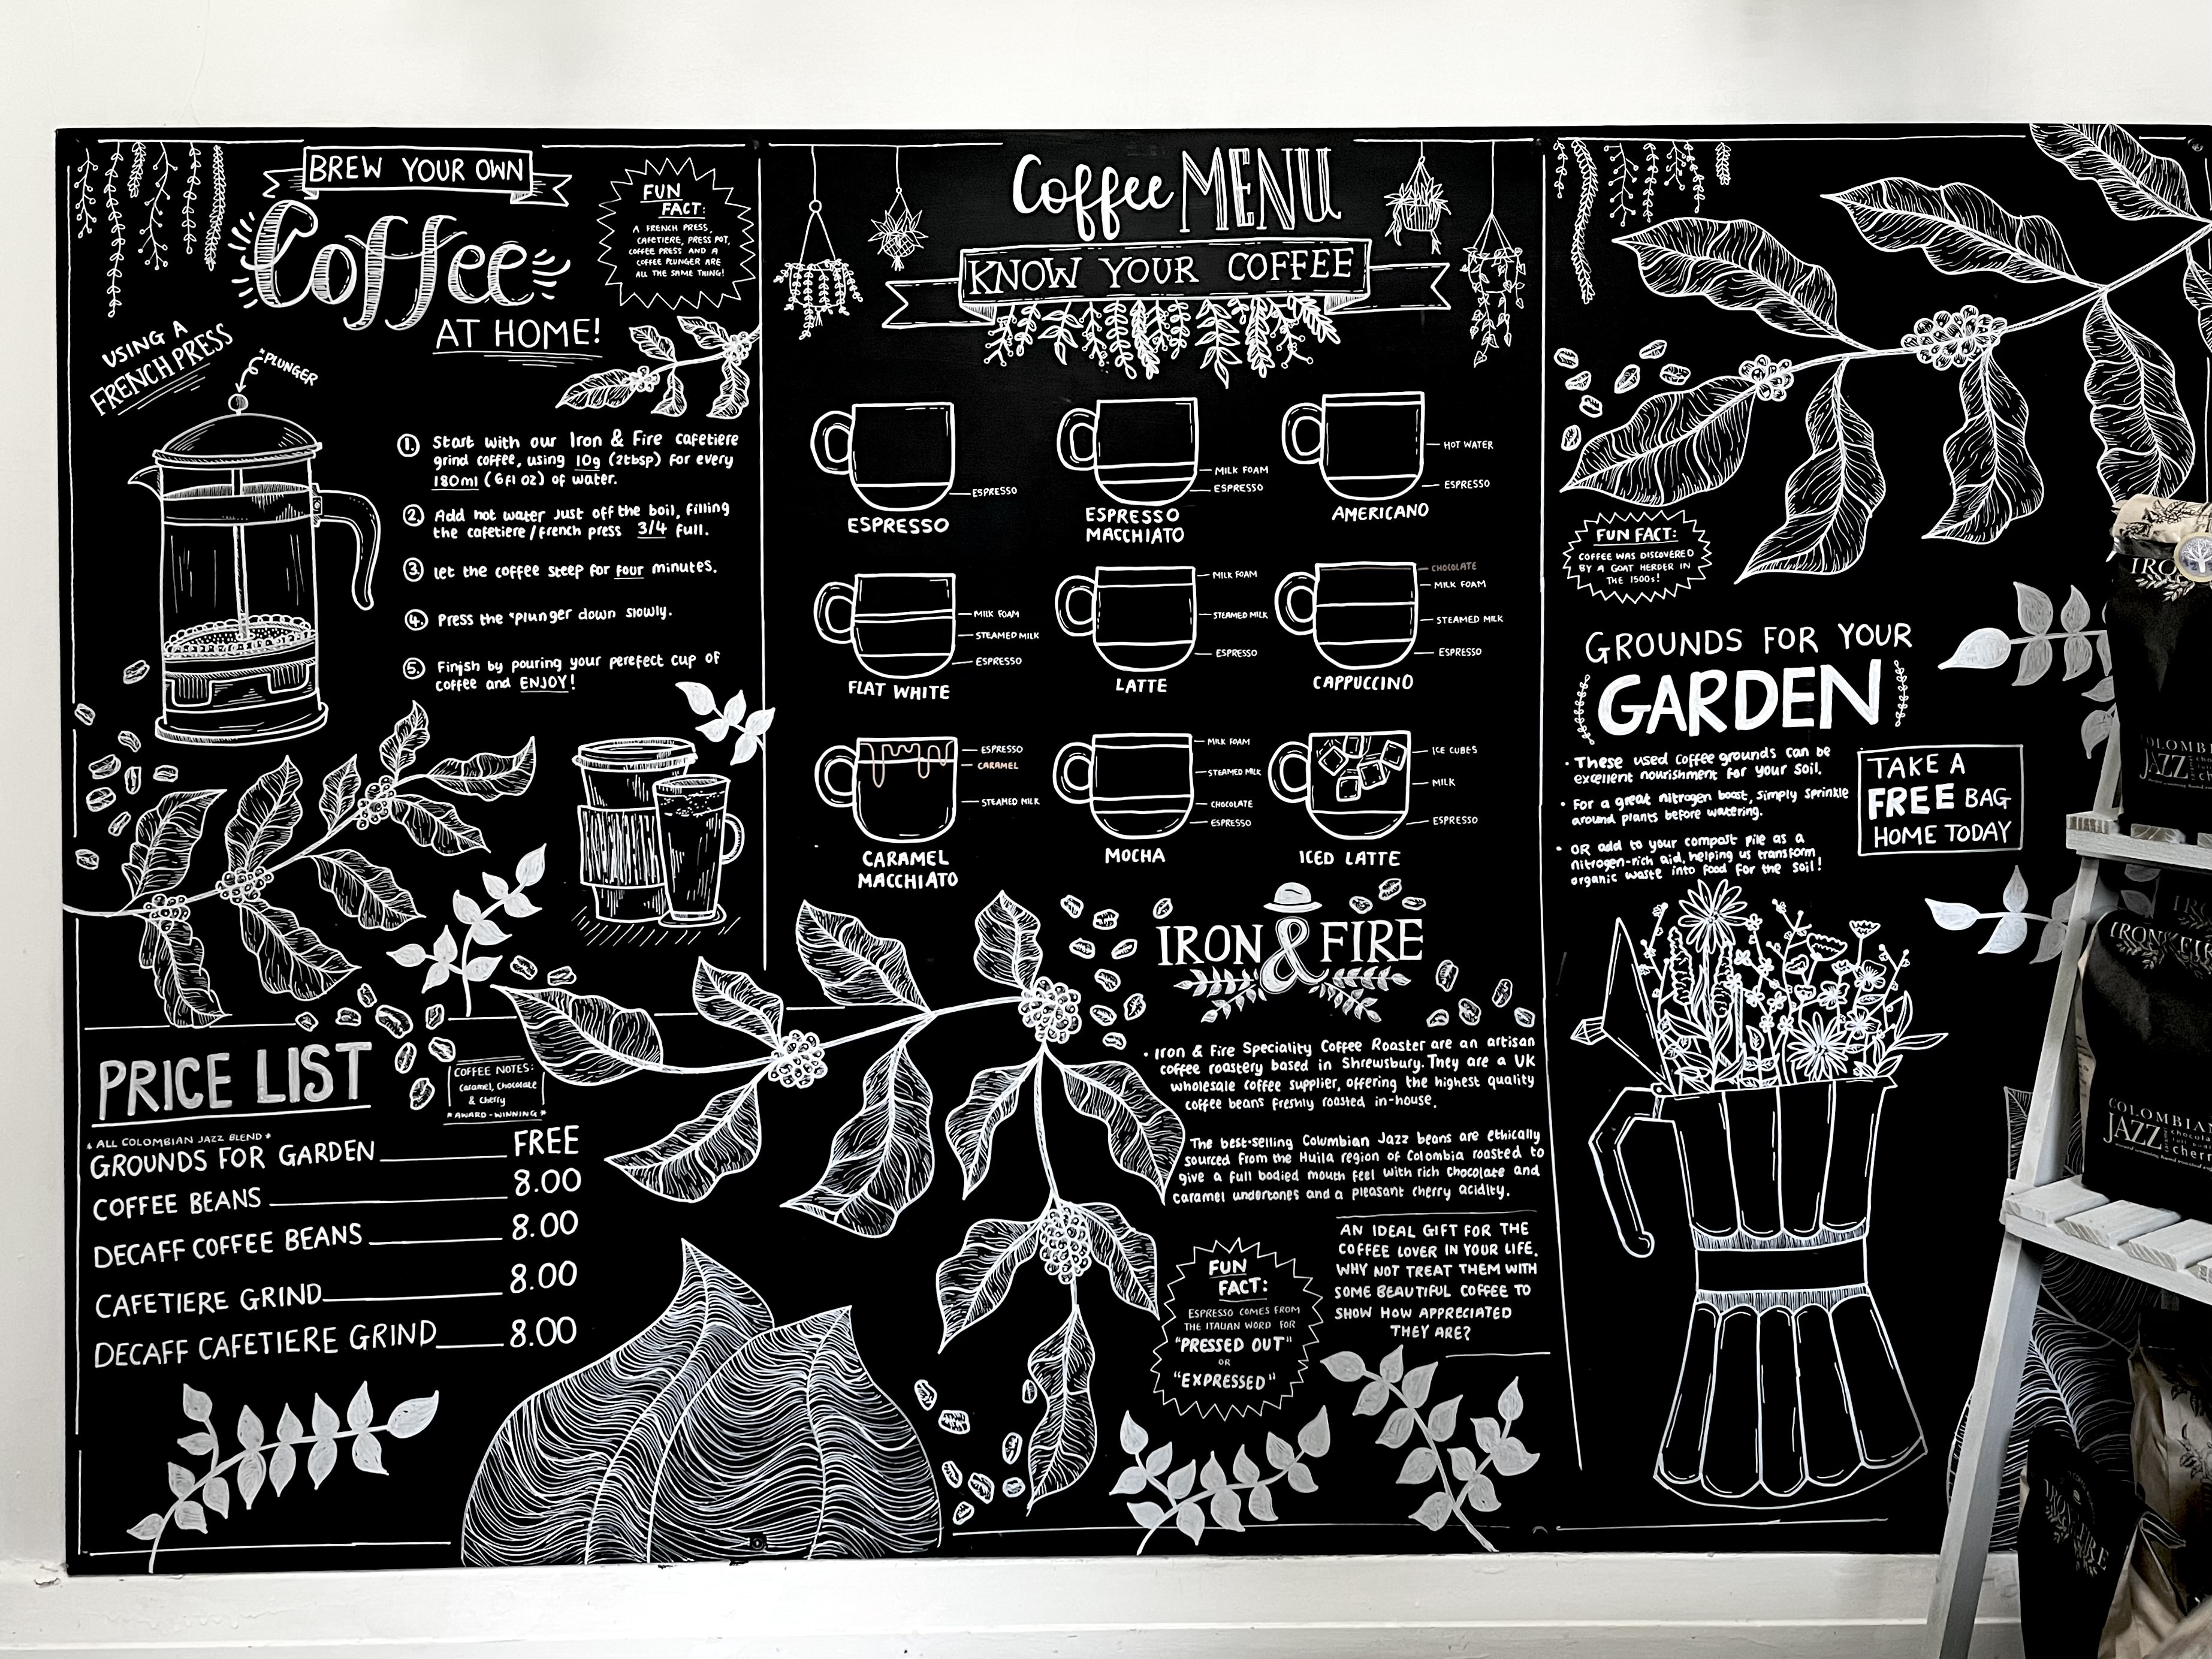 BREW YOUR OWN
Coffee
AT HOME!
FUN
FACT:
A FRENCH PRESS,
CAFETIERE, PRESS POT,
COFFEE PRESS AND A
COFFEE PLUNGER ARE
ALL THE SAME THING!
USING A
FRENCH PRESS
*PLUNGER
1. Start with our Iron & Fire cafetiere
grind coffee, using 10g (2tbsp) for every
180ml (6fl oz) of water.
2. Add hot water just off the boil, filling
the cafetiere/french press 3/4 full.
3. let the coffee steep for four minutes.
4. Press the *plunger down slowly.
5. Finish by pouring your perefect cup of
coffee and ENJOY!
PRICE LIST
COFFEE NOTES:
Caramel, Chocolate
& Cherry
*AWARD-WINNING*
*ALL COLOMBIAN JAZZ BLEND*
GROUNDS FOR GARDEN FREE
COFFEE BEANS 8.00
DECAFF COFFEE BEANS 8.00
CAFETIERE GRIND 8.00
DECAFF CAFETIERE GRIND 8.00
Coffee MENU
KNOW YOUR COFFEE
ESPRESSO
ESPRESSO
MILK FOAM
ESPRESSO
ESPRESSO
MACCHIATO
HOT WATER
ESPRESSO
AMERICANO
MILK FOAM
STEAMED MILK
ESPRESSO
FLAT WHITE
MILK FOAM
STEAMED MILK
ESPRESSO
LATTE
CHOCOLATE
MILK FOAM
STEAMED MILK
ESPRESSO
CAPPUCCINO
ESPRESSO
CARAMEL
STEAMED MILK
CARAMEL
MACCHIATO
MILK FOAM
STEAMED MILK
CHOCOLATE
ESPRESSO
MOCHA
ICE CUBES
MILK
ESPRESSO
ICED LATTE
IRON & FIRE
• Iron & Fire Speciality Coffee Roaster are an artisan
coffee roastery based in Shrewsbury. They are a UK
wholesale coffee supplier, offering the highest quality
coffee beans freshly roasted in-house.
The best-selling Columbian Jazz beans are ethically
sourced from the Huila region of Colombia roasted to
give a full bodied mouth feel with rich chocolate and
caramel undertones and a pleasant cherry acidity.
FUN
FACT:
ESPRESSO COMES FROM
THE ITALIAN WORD FOR
"PRESSED OUT"
OR
"EXPRESSED"
AN IDEAL GIFT FOR THE
COFFEE LOVER IN YOUR LIFE.
WHY NOT TREAT THEM WITH
SOME BEAUTIFUL COFFEE TO
SHOW HOW APPRECIATED
THEY ARE?
FUN FACT:
COFFEE WAS DISCOVERED
BY A GOAT HERDER IN
THE 1500s!
GROUNDS FOR YOUR
GARDEN
• These used coffee grounds can be
excellent nourishment for your soil.
• For a great nitrogen boost, simply sprinkle
around plants before watering.
• OR add to your compost pile as a
nitrogen-rich aid, helping us transform
organic waste into food for the soil!
TAKE A
FREE BAG
HOME TODAY
JAZZ
IRON & FIRE
COLOMBIAN
JAZZ
IRON & FIRE